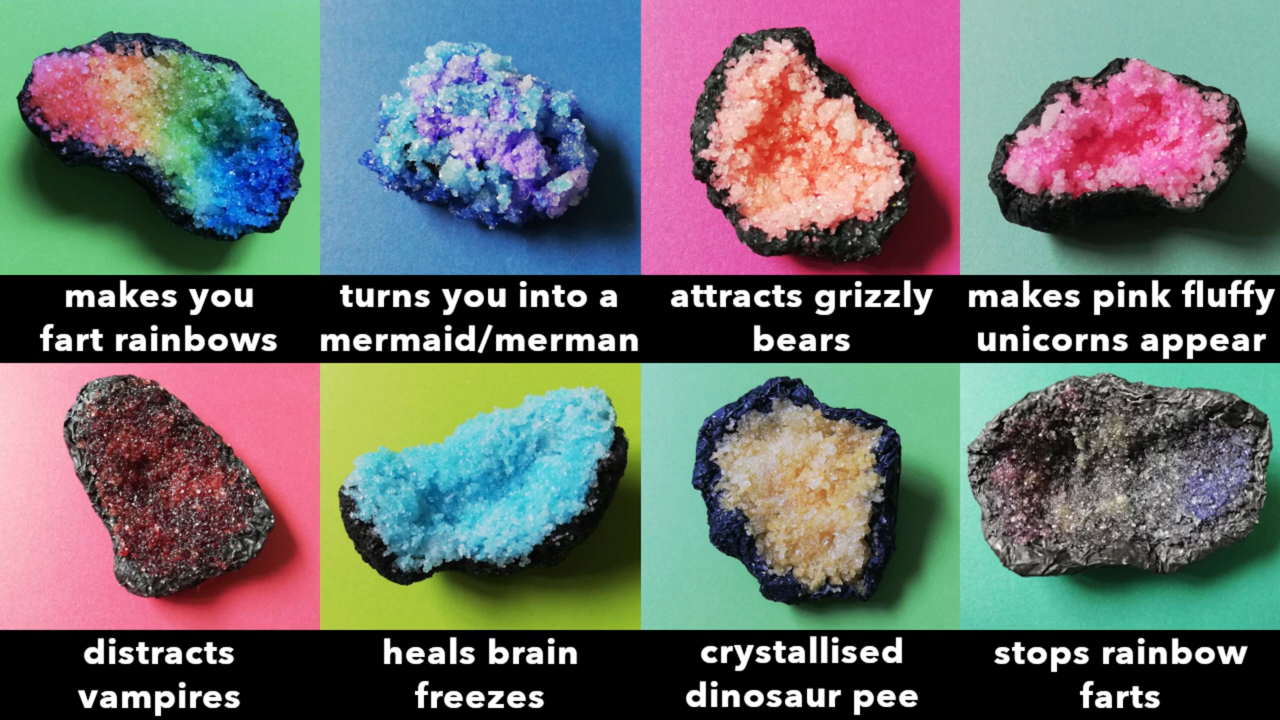 makes you
fart rainbows
turns you into a
mermaid/merman
attracts grizzly
bears
makes pink fluffy
unicorns appear
distracts
vampires
heals brain
freezes
crystallised
dinosaur pee
stops rainbow
farts